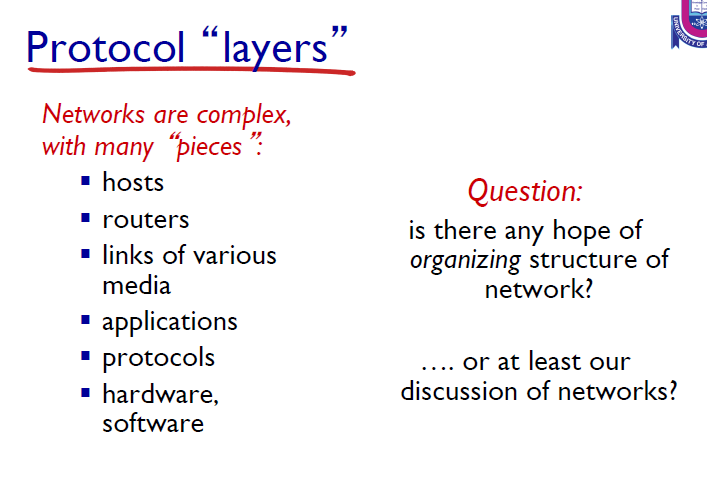 Protocol “layers”
Networks are complex,
with many “pieces”:
▪ hosts
▪ routers
▪ links of various
media
▪ applications
▪ protocols
▪ hardware,
software
Question:
is there any hope of
organizing structure of
network?
…. or at least our
discussion of networks?
UNIVERSITY OF